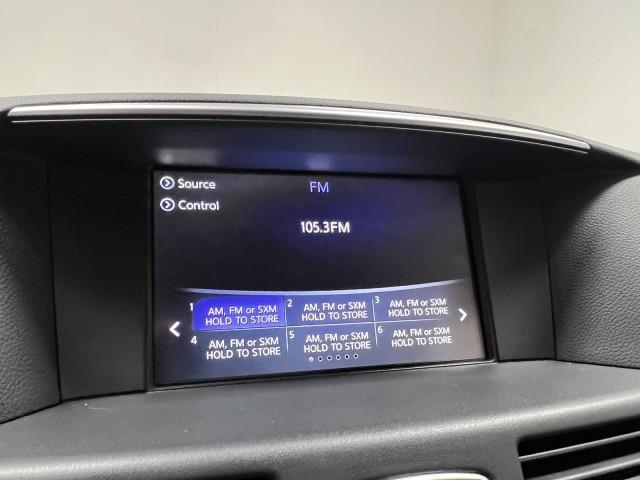 Source
FM
Control
105.3FM
1 AM, FM or SXM HOLD TO STORE
2 AM, FM or SXM HOLD TO STORE
3 AM, FM or SXM HOLD TO STORE
4 AM, FM or SXM HOLD TO STORE
5 AM, FM or SXM HOLD TO STORE
6 AM, FM or SXM HOLD TO STORE